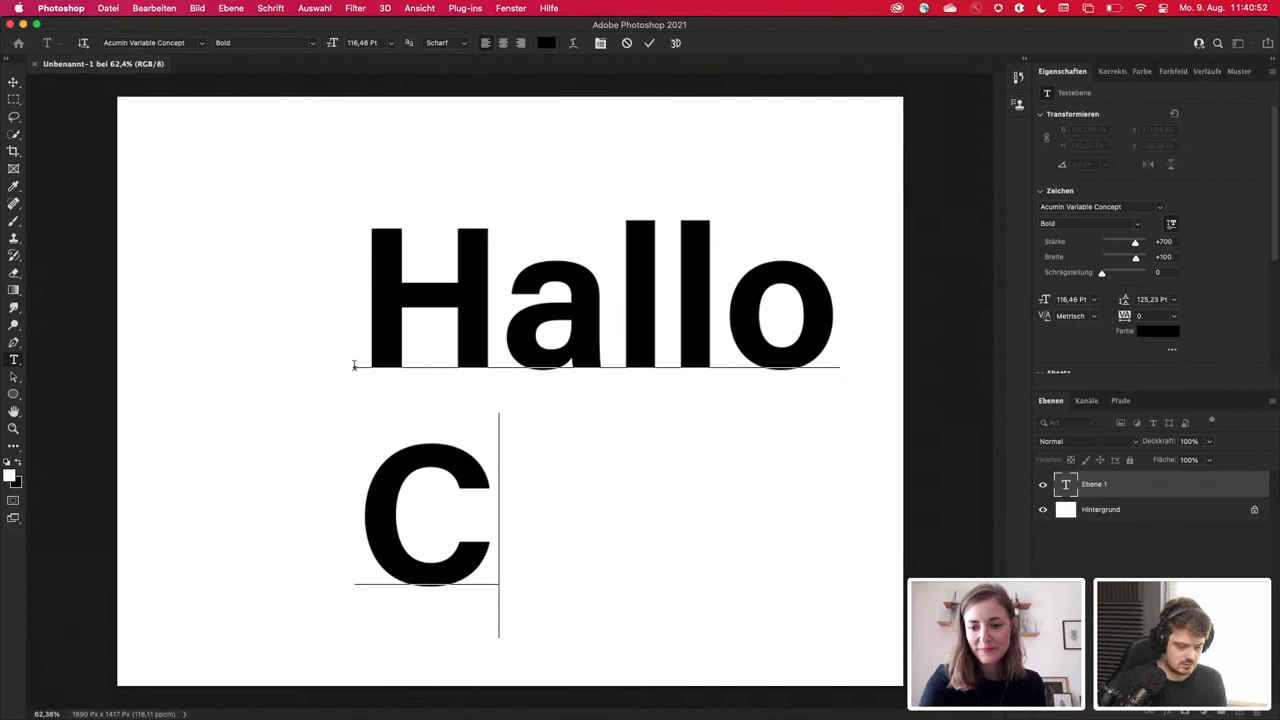 Photoshop Datei Bearbeiten Bild Ebene Schrift Auswahl Filter 3D Ansicht Plug-ins Fenster Hilfe Mo. 9. Aug. 11:40:52
Adobe Photoshop 2021
Acumin Variable Concept Bold 116,46 Pt Scharf 3D
Unbenannt-1 bei 62,4% (RGB/8)
Eigenschaften Korrektu Farbe Farbfeld Verläufe Muster
Textebene
Transformieren
Zeichen
Acumin Variable Concept
Bold
Stärke +700
Breite +100
Schrägstellung 0
116,46 Pt 125,23 Pt
Metrisch 0
Farbe
Absatz
Ebenen Kanäle Pfade
Art
Normal Deckkraft: 100%
Fixieren: Fläche: 100%
Ebene 1
Hintergrund
Hallo
C
62,38% 1890 Px x 1417 Px (118,11 ppcm)